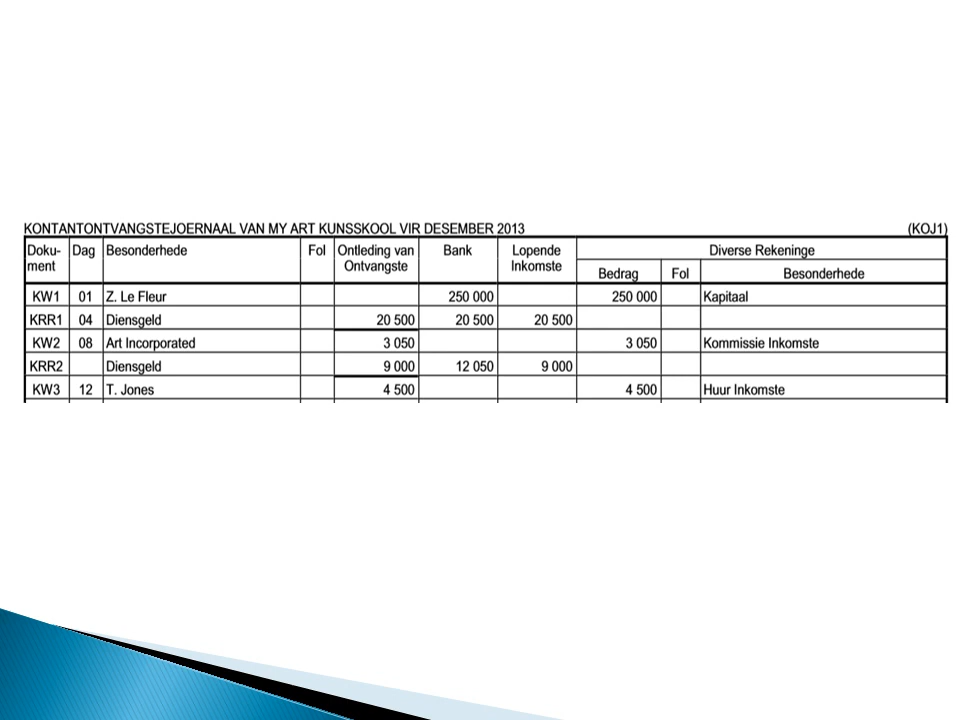 KONTANTONTVANGSTEJOERNAAL VAN MY ART KUNSSKOOL VIR DESEMBER 2013 (KOJ1)
Doku-ment Dag Besonderhede Fol Ontleding van Ontvangste Bank Lopende Inkomste Diverse Rekeninge
Bedrag Fol Besonderhede
KW1 01 Z. Le Fleur 250 000 250 000 Kapitaal
KRR1 04 Diensgeld 20 500 20 500 20 500
KW2 08 Art Incorporated 3 050 3 050 Kommissie Inkomste
KRR2 Diensgeld 9 000 12 050 9 000
KW3 12 T. Jones 4 500 4 500 Huur Inkomste